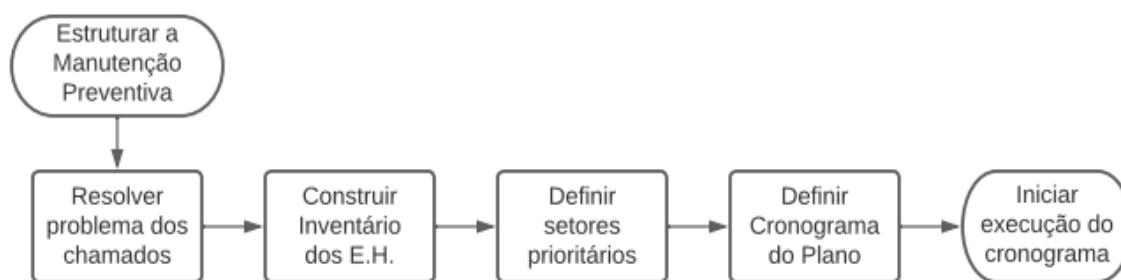 Estruturar a
Manutenção
Preventiva
Resolver
problema dos
chamados
Construir
Inventário
dos E.H.
Definir
setores
prioritários
Definir
Cronograma
do Plano
Iniciar
execução do
cronograma